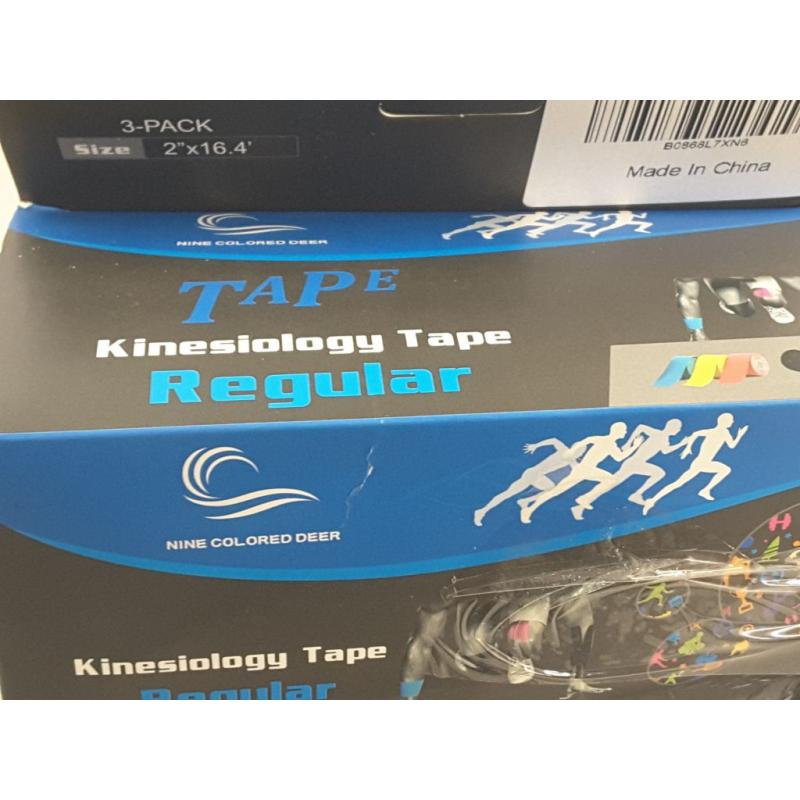 3-PACK
Size 2"x16.4'
Made In China
NINE COLORED DEER
TAPE
Kinesiology Tape
Regular
NINE COLORED DEER
Kinesiology Tape
Regular